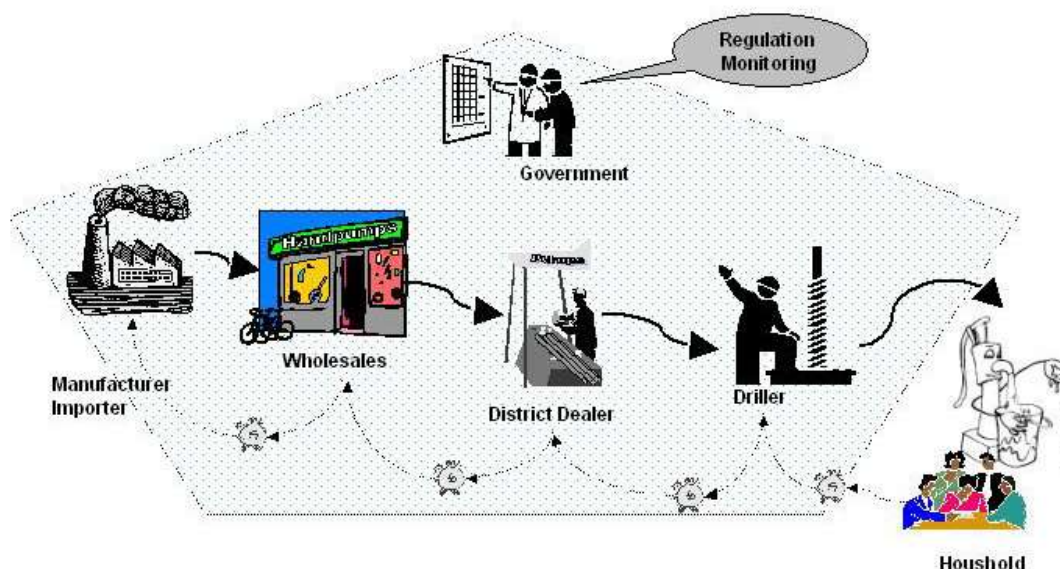 Regulation
Monitoring
Government
Handpumps
Wholesales
Manufacturer
Importer
District Dealer
Driller
Houshold